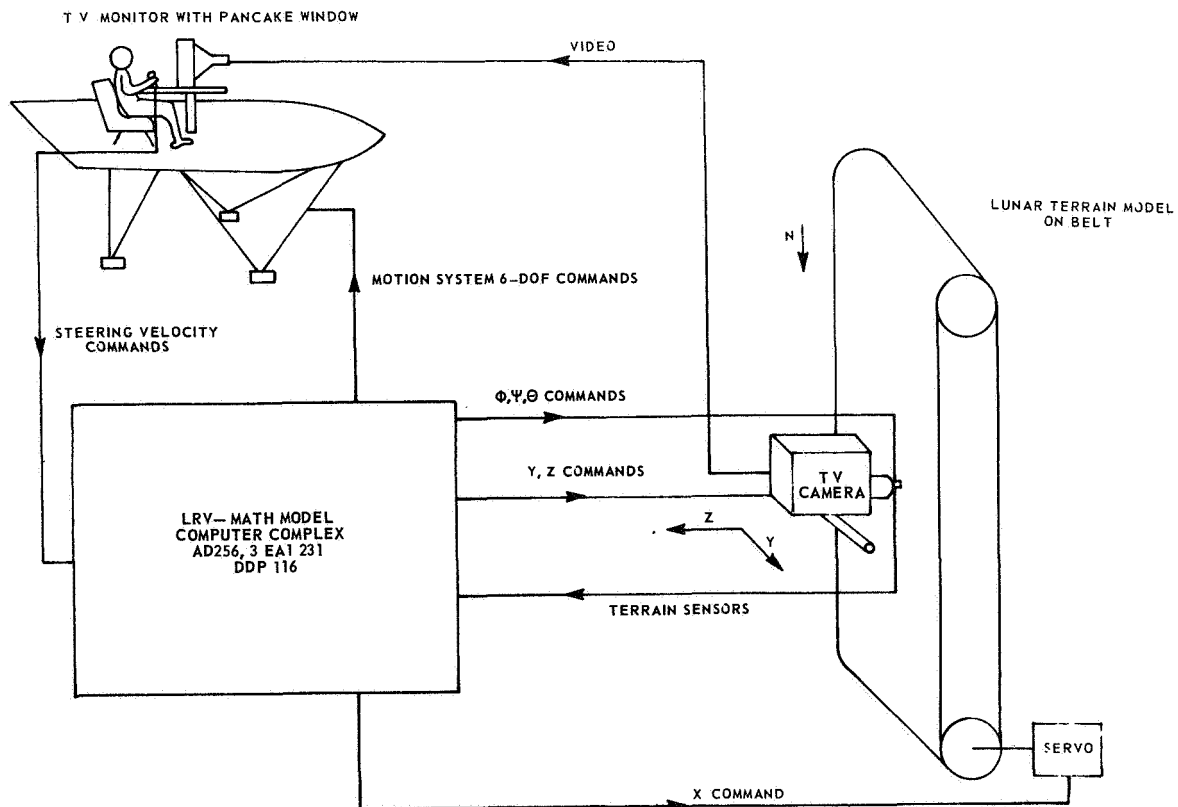 T V MONITOR WITH PANCAKE WINDOW
VIDEO
LUNAR TERRAIN MODEL
ON BELT
N
MOTION SYSTEM 6-DOF COMMANDS
STEERING VELOCITY
COMMANDS
Φ,Ψ,Θ COMMANDS
Y, Z COMMANDS
T V
CAMERA
LRV— MATH MODEL
COMPUTER COMPLEX
AD256, 3 EA1 231
DDP 116
Z
Y
TERRAIN SENSORS
SERVO
X COMMAND